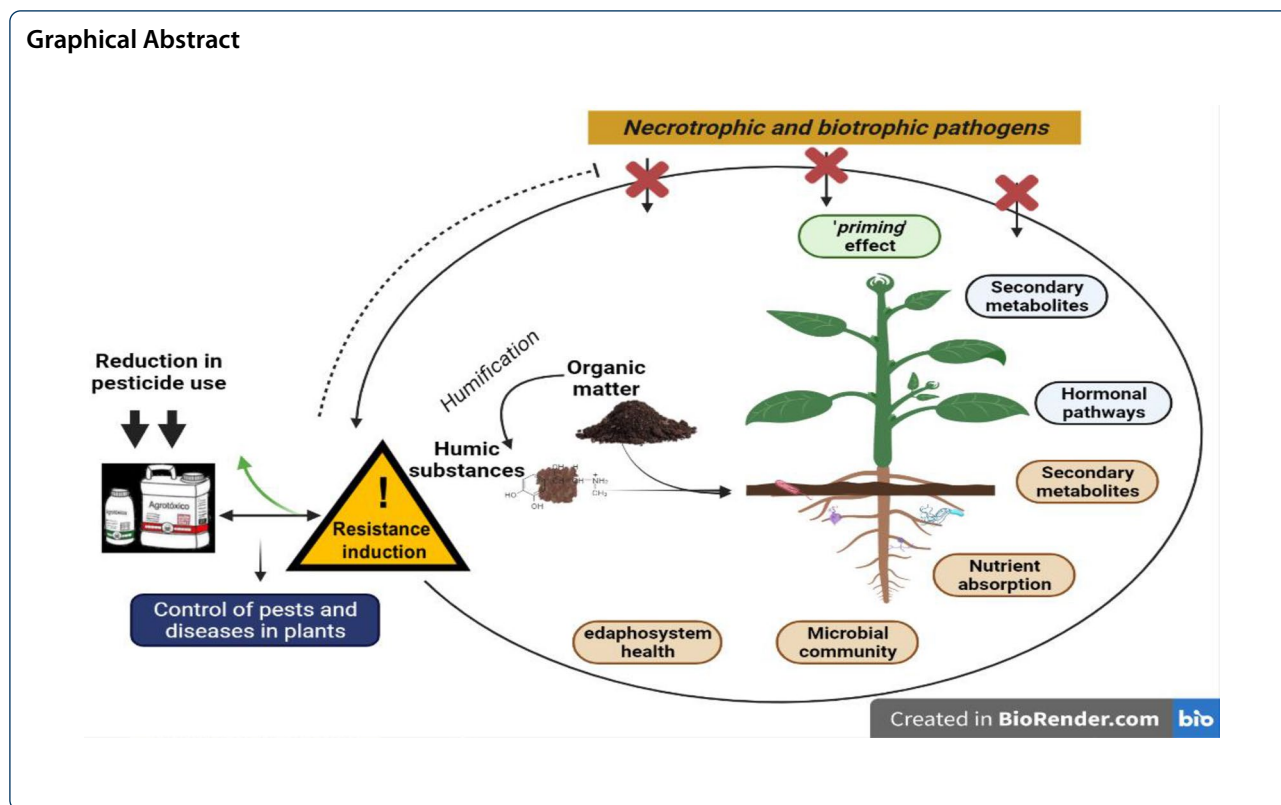 Graphical Abstract
Necrotrophic and biotrophic pathogens
'priming'
effect
Secondary
metabolites
Reduction in
pesticide use
Humification
Organic
matter
Hormonal
pathways
Humic
substances
Secondary
metabolites
!
Resistance
induction
Agrotóxico
Nutrient
absorption
Control of pests and
diseases in plants
edaphosystem
health
Microbial
community
Created in BioRender.com
bio